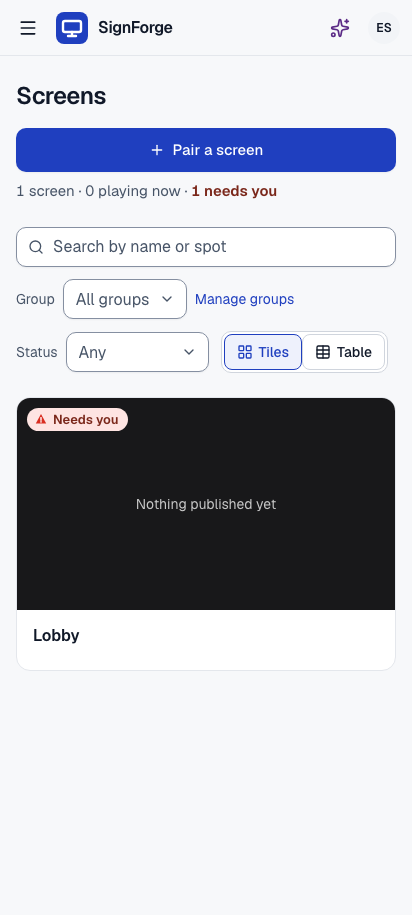 SignForge
ES
Screens
Pair a screen
1 screen · 0 playing now · 1 needs you
Search by name or spot
Group All groups Manage groups
Status Any Tiles Table
Needs you
Nothing published yet
Lobby